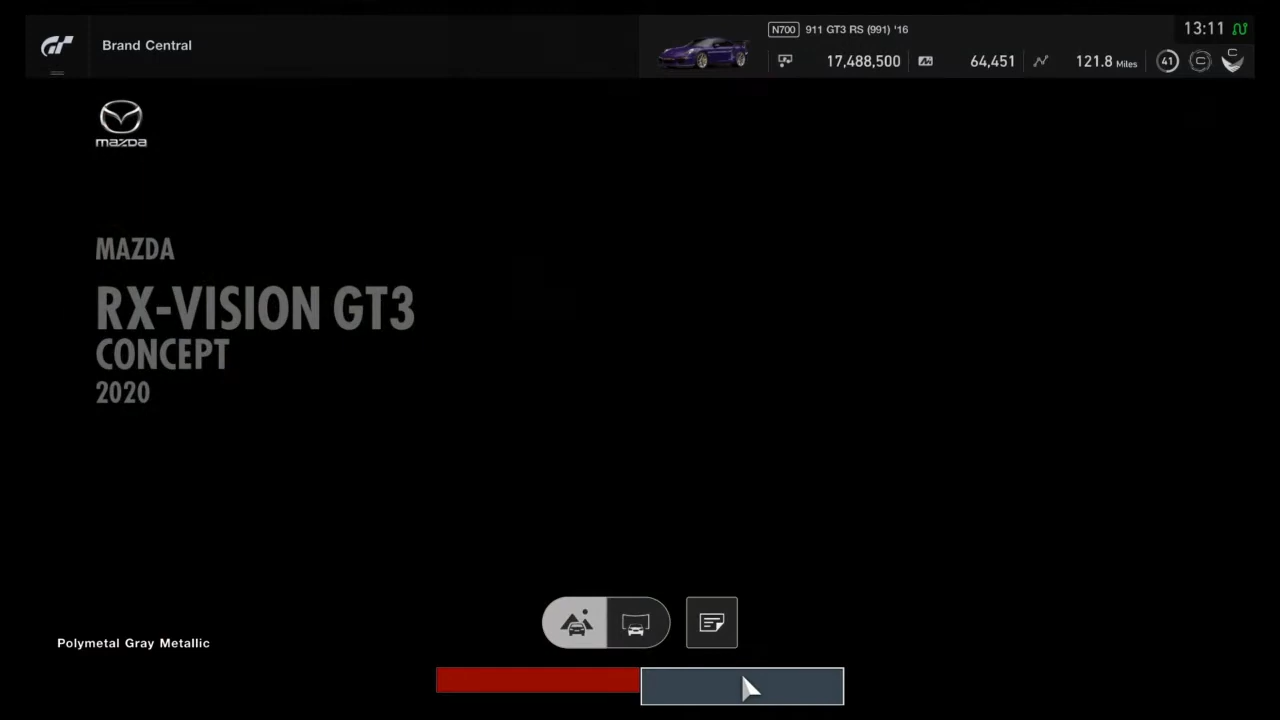 Brand Central
N700 911 GT3 RS (991) '16
13:11
17,488,500
64,451
121.8 Miles
41
C
C
mazda
MAZDA
RX-VISION GT3
CONCEPT
2020
Polymetal Gray Metallic